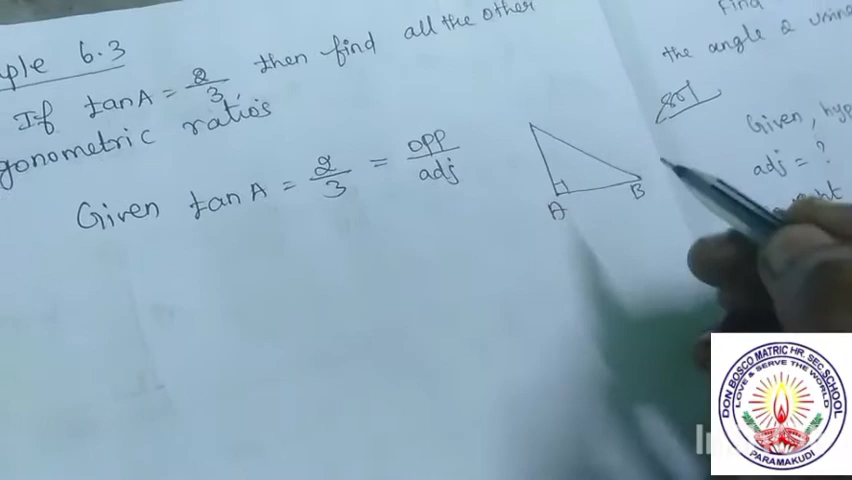 ple 6.3
If tan A = 2/3, then find all the other
gonometric ratios
Given tan A = 2/3 = opp/adj
A
B
Find
the angle
Sol
Given, hyp
adj = ?
DON BOSCO MATRIC HR. SEC. SCHOOL
LOVE & SERVE THE WORLD
PARAMAKUDI